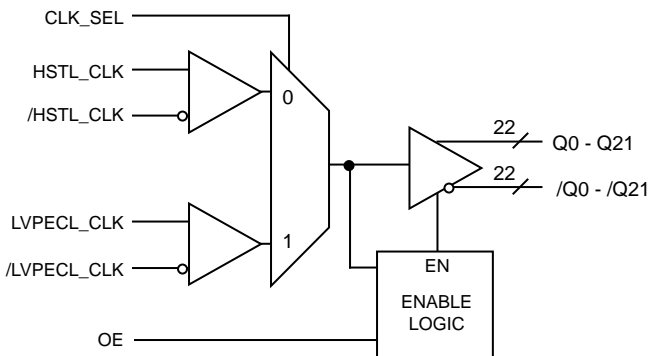 CLK_SEL
HSTL_CLK
/HSTL_CLK
0
22
Q0 - Q21
22
/Q0 - /Q21
LVPECL_CLK
/LVPECL_CLK
1
EN
ENABLE
LOGIC
OE